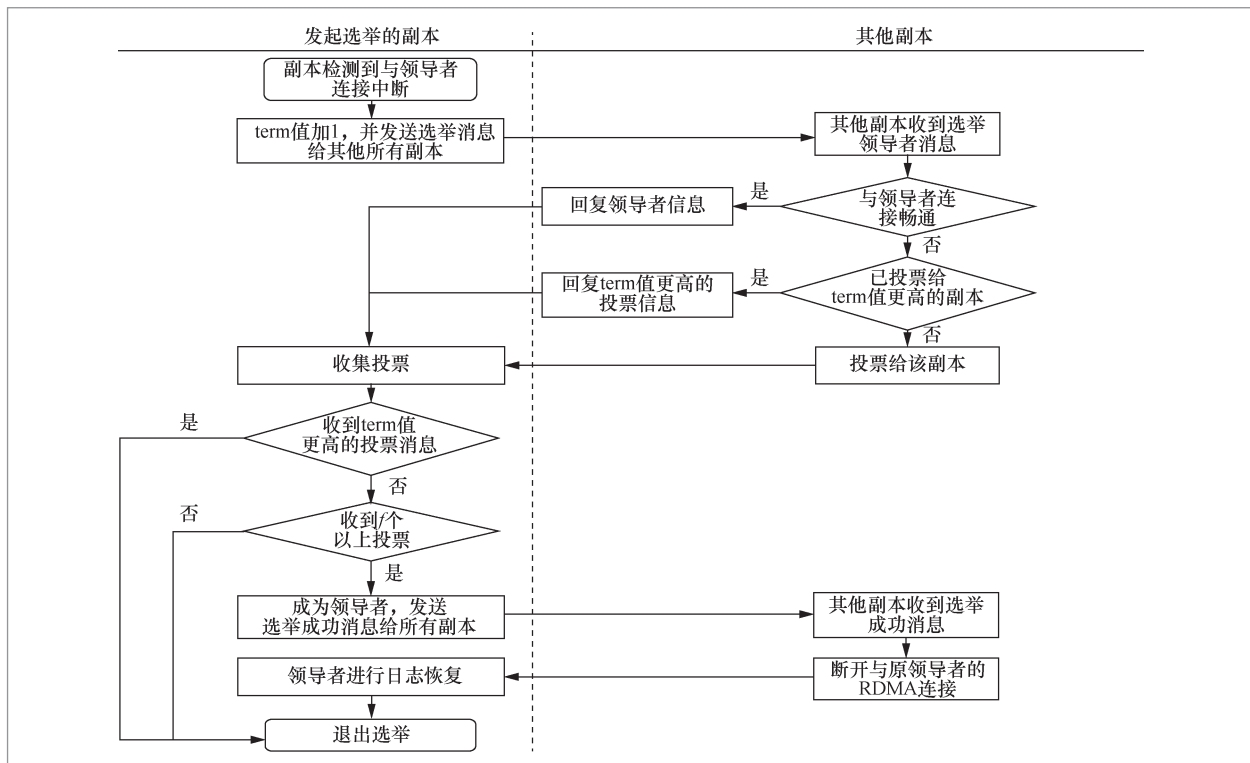 发起选举的副本
其他副本
副本检测到与领导者
连接中断
term值加1，并发送选举消息
给其他所有副本
其他副本收到选举
领导者消息
与领导者连
接畅通
是
回复领导者信息
否
已投票给
term值更高的副本
是
回复term值更高的
投票信息
否
投票给该副本
收集投票
收到term值
更高的投票消息
是
否
收到f个
以上投票
否
是
成为领导者，发送
选举成功消息给所有副本
其他副本收到选举
成功消息
断开与原领导者的
RDMA连接
领导者进行日志恢复
退出选举